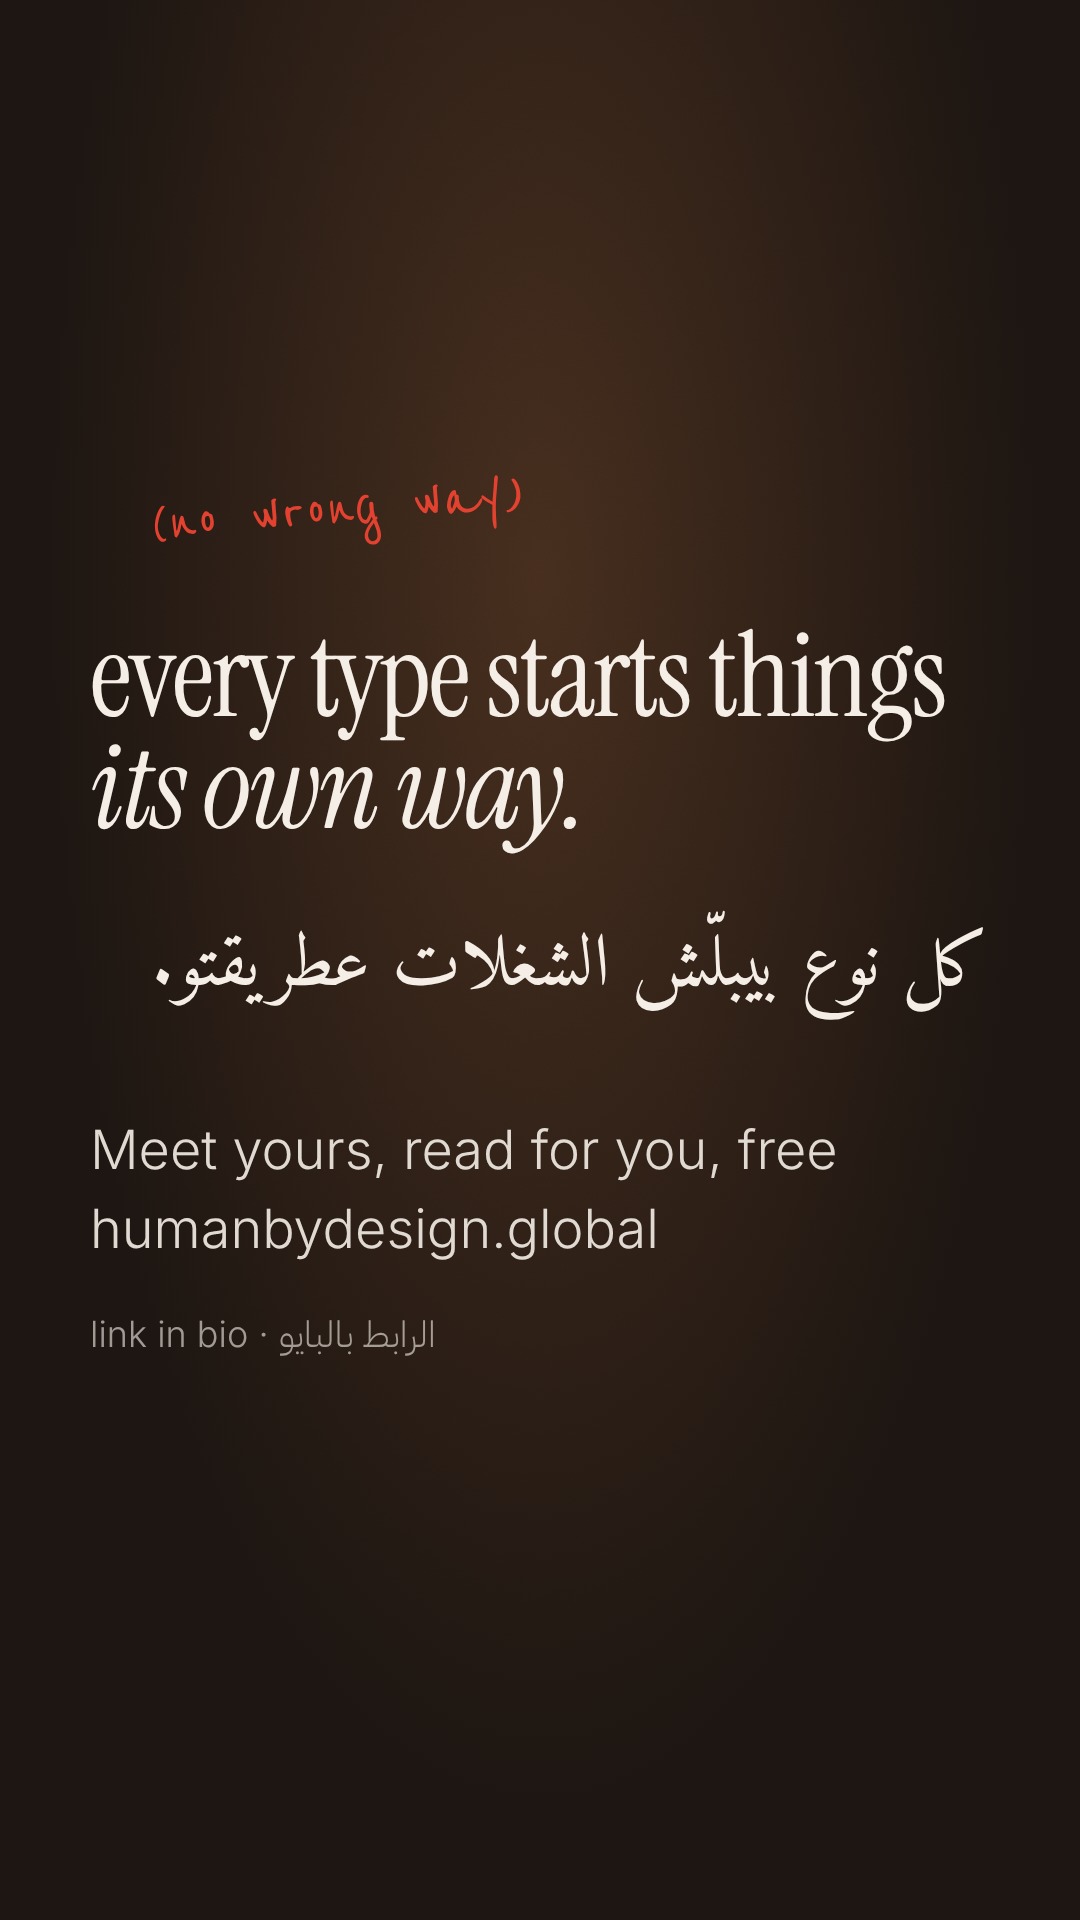 (no wrong way)
every type starts things
its own way.
كل نوع بيبلّش الشغلات عطريقتو.
Meet yours, read for you, free
humanbydesign.global
link in bio · الرابط بالبايو